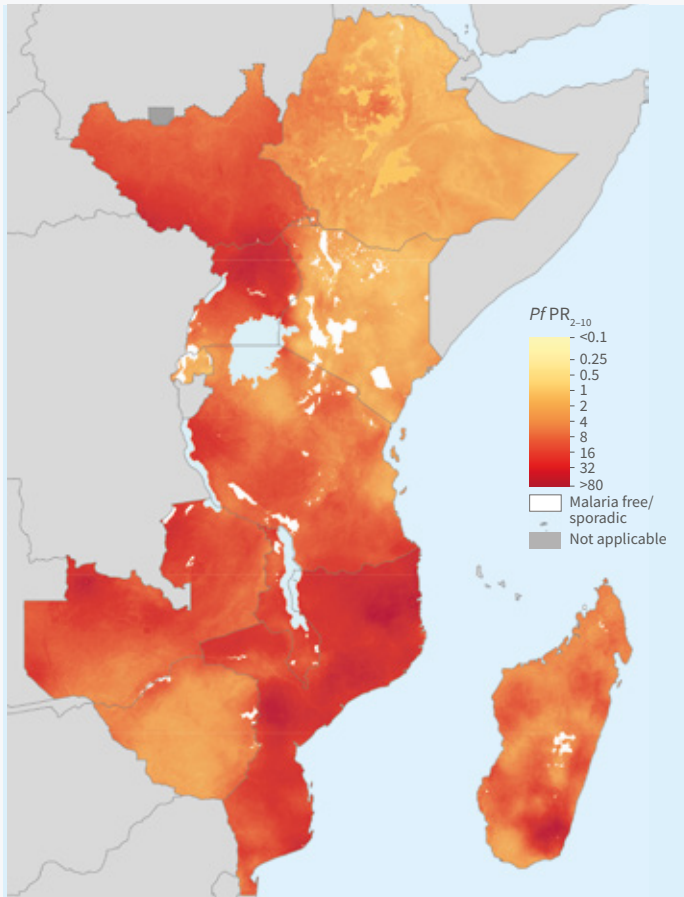 Pf PR2–10
<0.1
0.25
0.5
1
2
4
8
16
32
>80
Malaria free/
sporadic
Not applicable